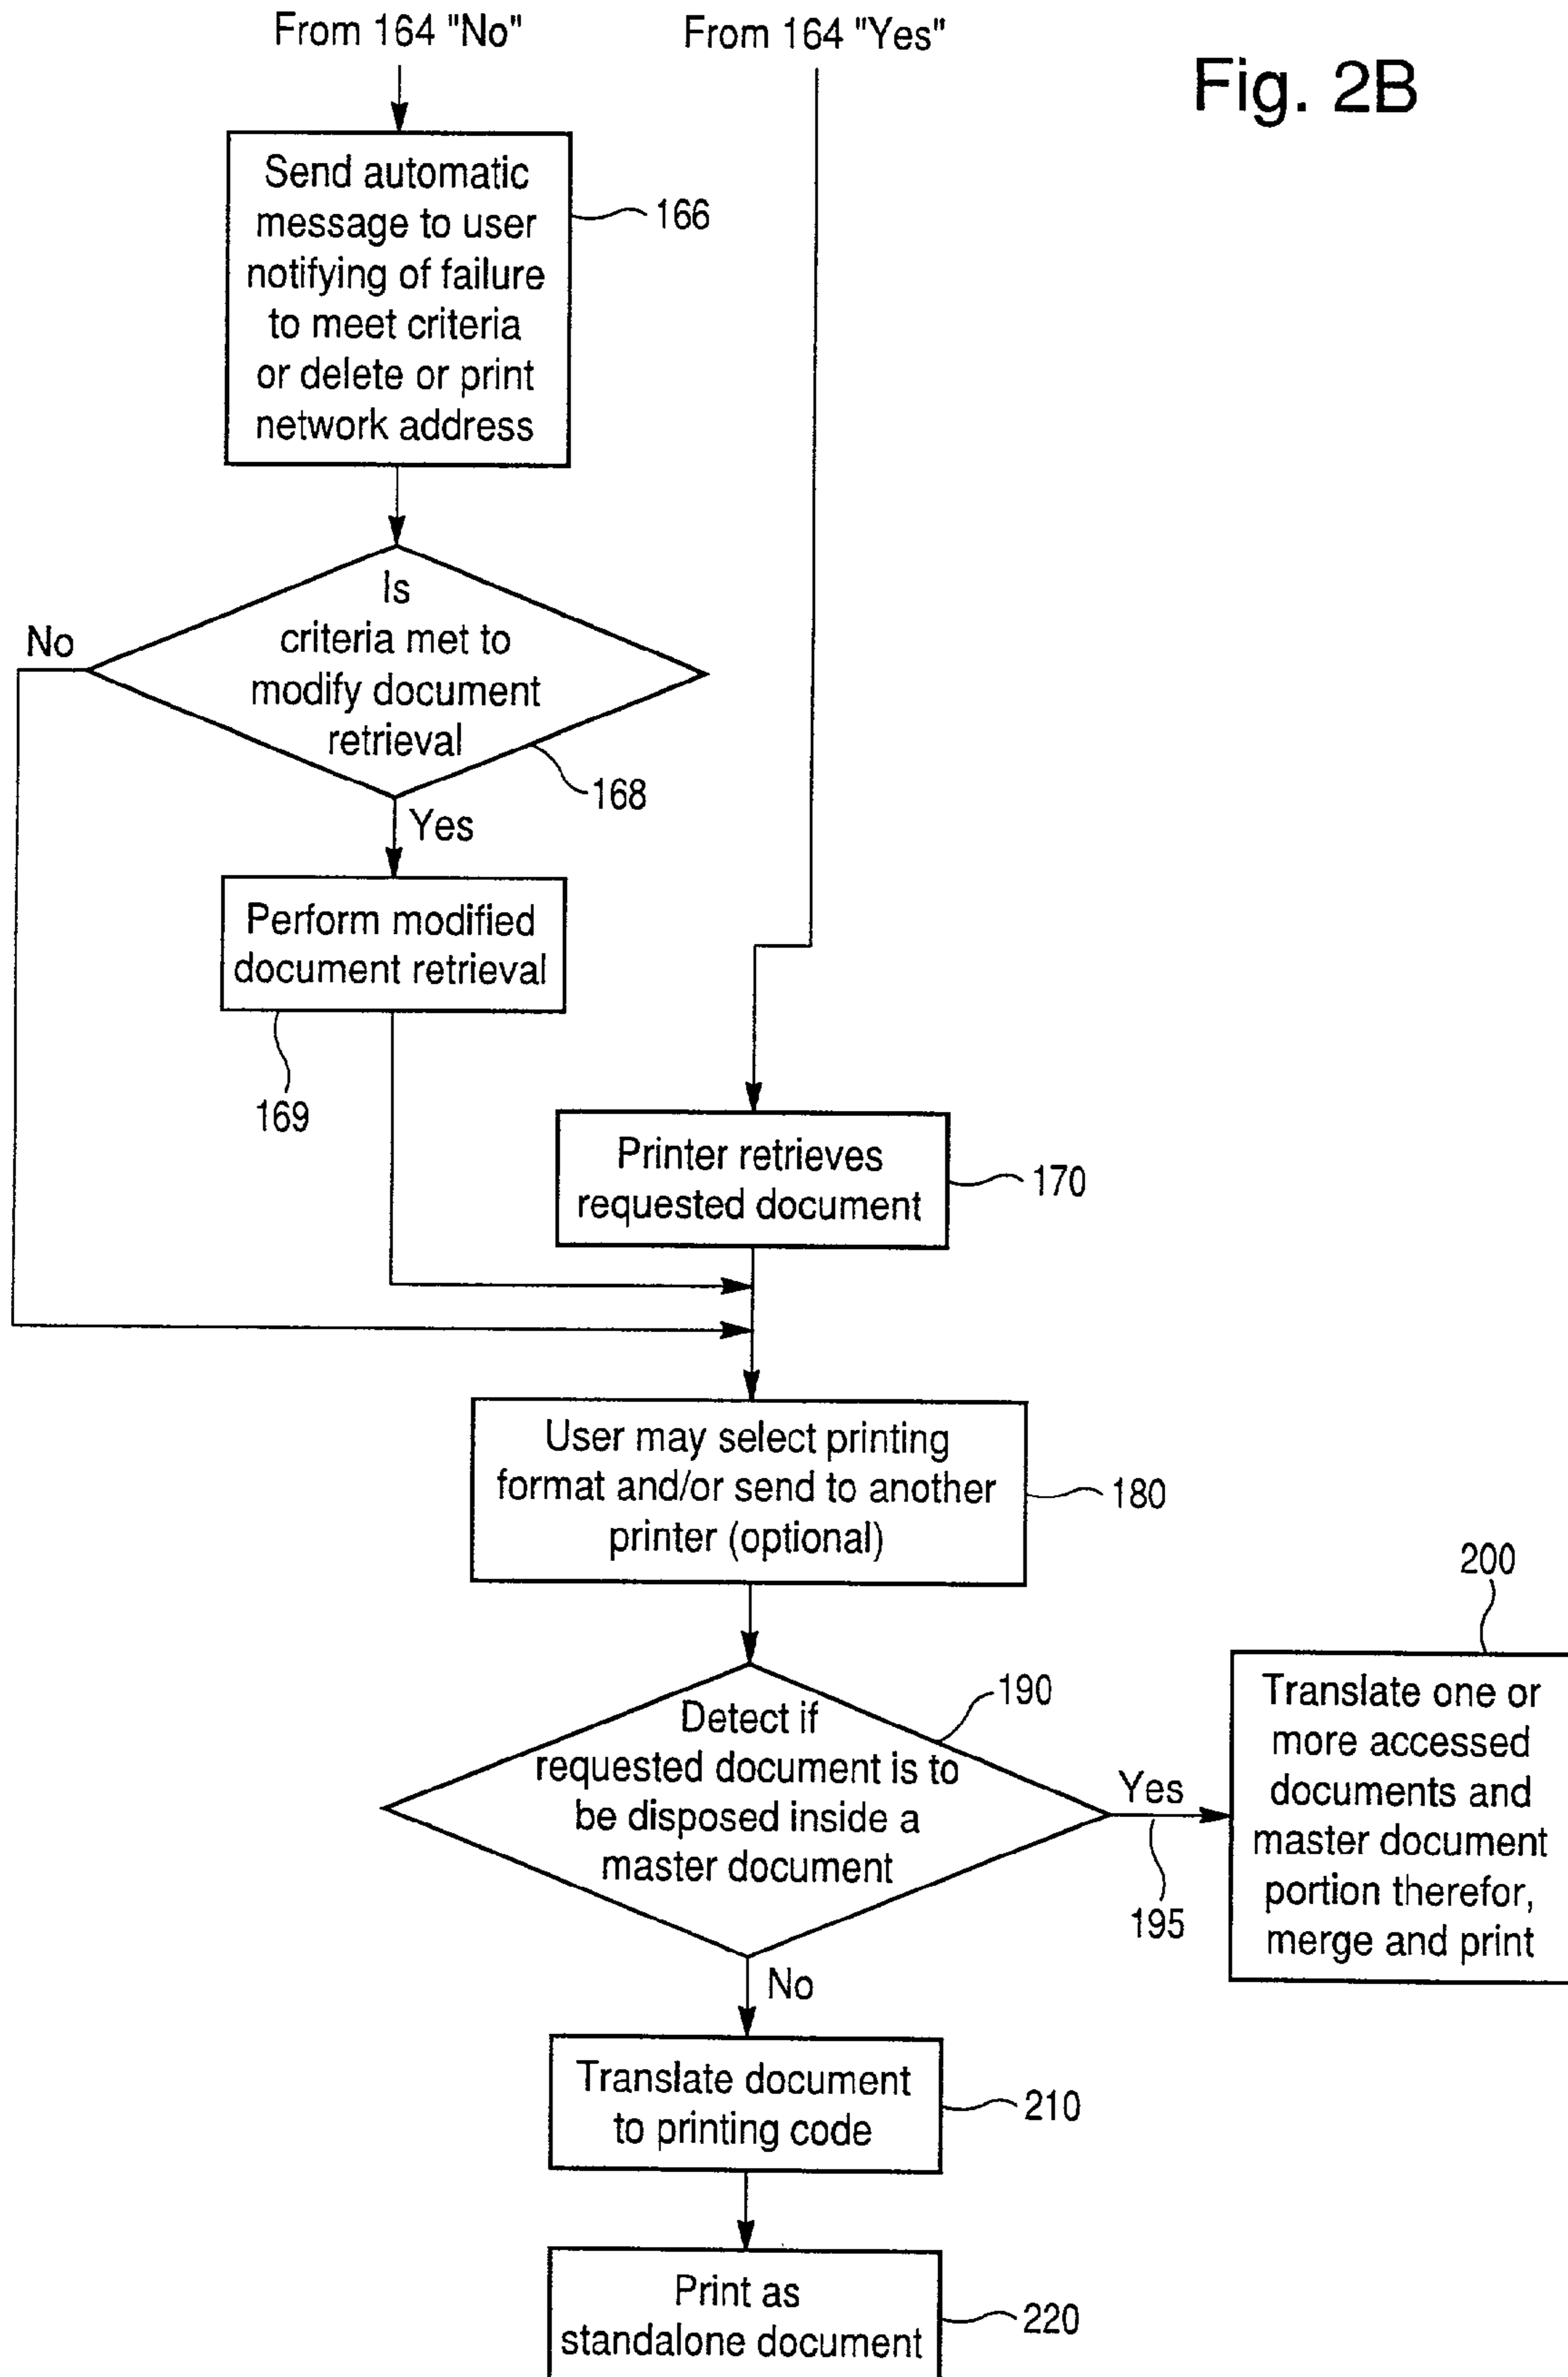 From 164 "No"
From 164 "Yes"
Fig. 2B
Send automatic
message to user
notifying of failure
to meet criteria
or delete or print
network address
166
Is
criteria met to
modify document
retrieval
No
168
Yes
Perform modified
document retrieval
169
Printer retrieves
requested document
170
User may select printing
format and/or send to another
printer (optional)
180
Detect if
requested document is to
be disposed inside a
master document
190
Yes
195
200
Translate one or
more accessed
documents and
master document
portion therefor,
merge and print
No
Translate document
to printing code
210
Print as
standalone document
220